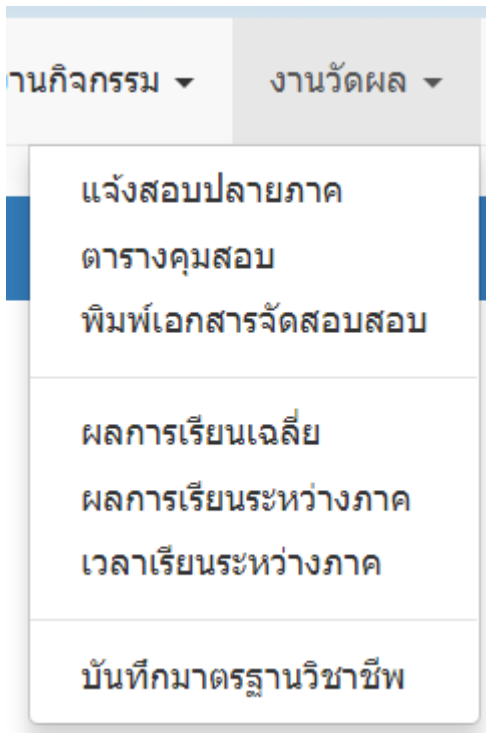 านกิจกรรม งานวัดผล
แจ้งสอบปลายภาค
ตารางคุมสอบ
พิมพ์เอกสารจัดสอบสอบ
ผลการเรียนเฉลี่ย
ผลการเรียนระหว่างภาค
เวลาเรียนระหว่างภาค
บันทึกมาตรฐานวิชาชีพ